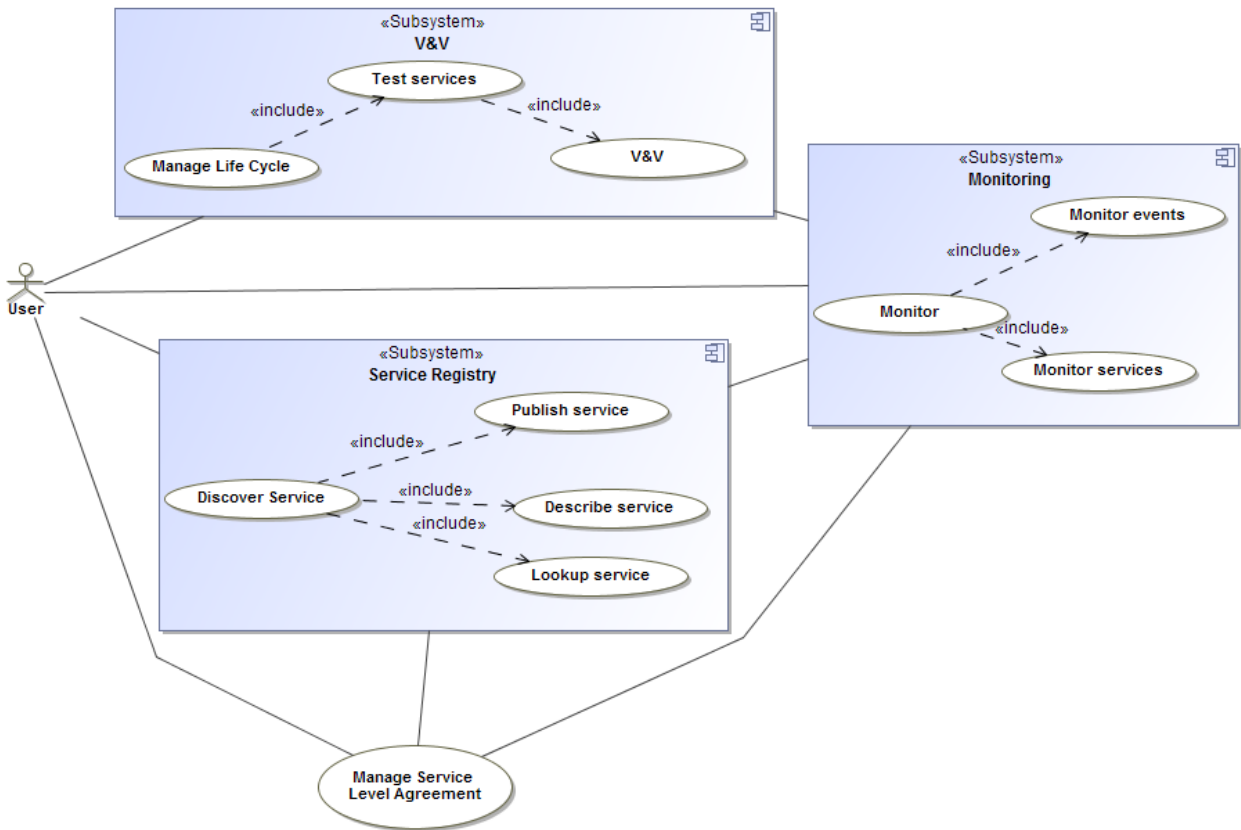 «Subsystem»
V&V
Test services
«include»
«include»
Manage Life Cycle
V&V
«Subsystem»
Monitoring
Monitor events
«include»
Monitor
«include»
Monitor services
User
«Subsystem»
Service Registry
Publish service
«include»
Discover Service
«include»
Describe service
«include»
Lookup service
Manage Service
Level Agreement